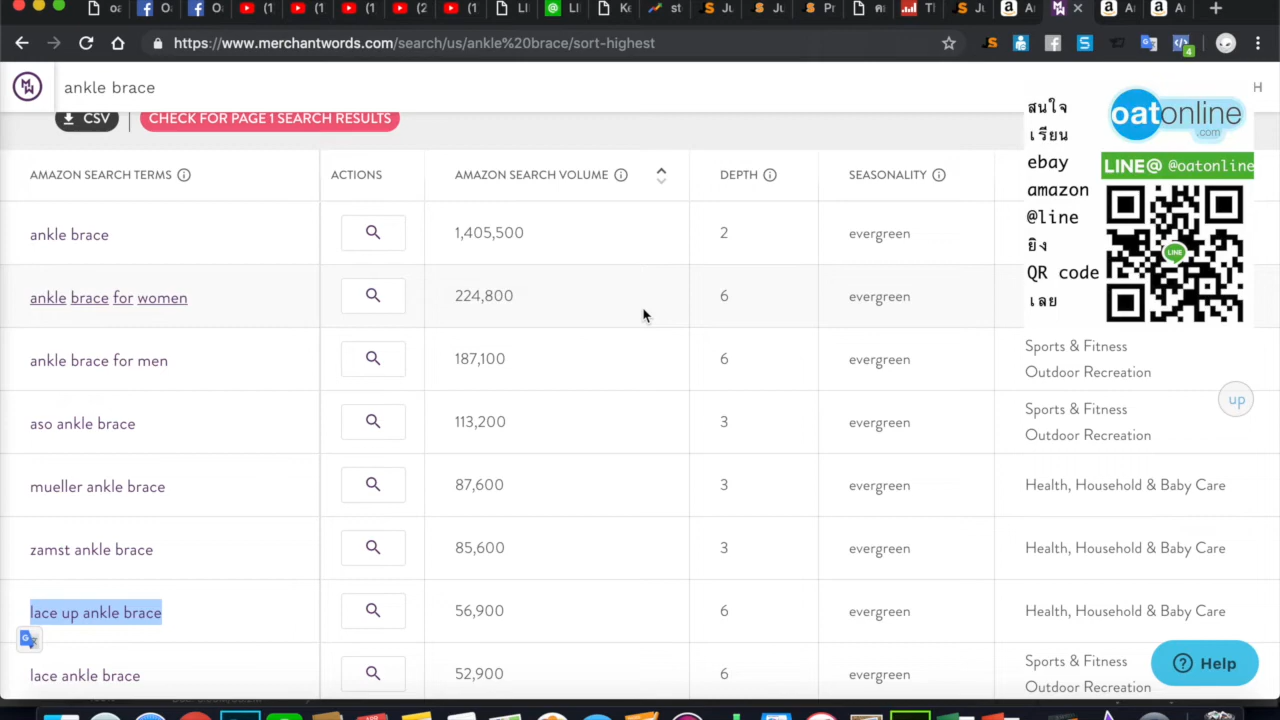 https://www.merchantwords.com/search/us/ankle%20brace/sort-highest
4
ankle brace
H
CSV
CHECK FOR PAGE 1 SEARCH RESULTS
AMAZON SEARCH TERMS
ACTIONS
AMAZON SEARCH VOLUME
DEPTH
SEASONALITY
ankle brace
1,405,500
2
evergreen
ankle brace for women
224,800
6
evergreen
ankle brace for men
187,100
6
evergreen
Sports & Fitness
Outdoor Recreation
aso ankle brace
113,200
3
evergreen
Sports & Fitness
Outdoor Recreation
mueller ankle brace
87,600
3
evergreen
Health, Household & Baby Care
zamst ankle brace
85,600
3
evergreen
Health, Household & Baby Care
lace up ankle brace
56,900
6
evergreen
Health, Household & Baby Care
lace ankle brace
52,900
6
evergreen
Sports & Fitness
Outdoor Recreation
สนใจ
เรียน
ebay
amazon
@line
ยิง
QR code
เลย
oatonline
.com
LINE@ @oatonline
LINE
up
Help